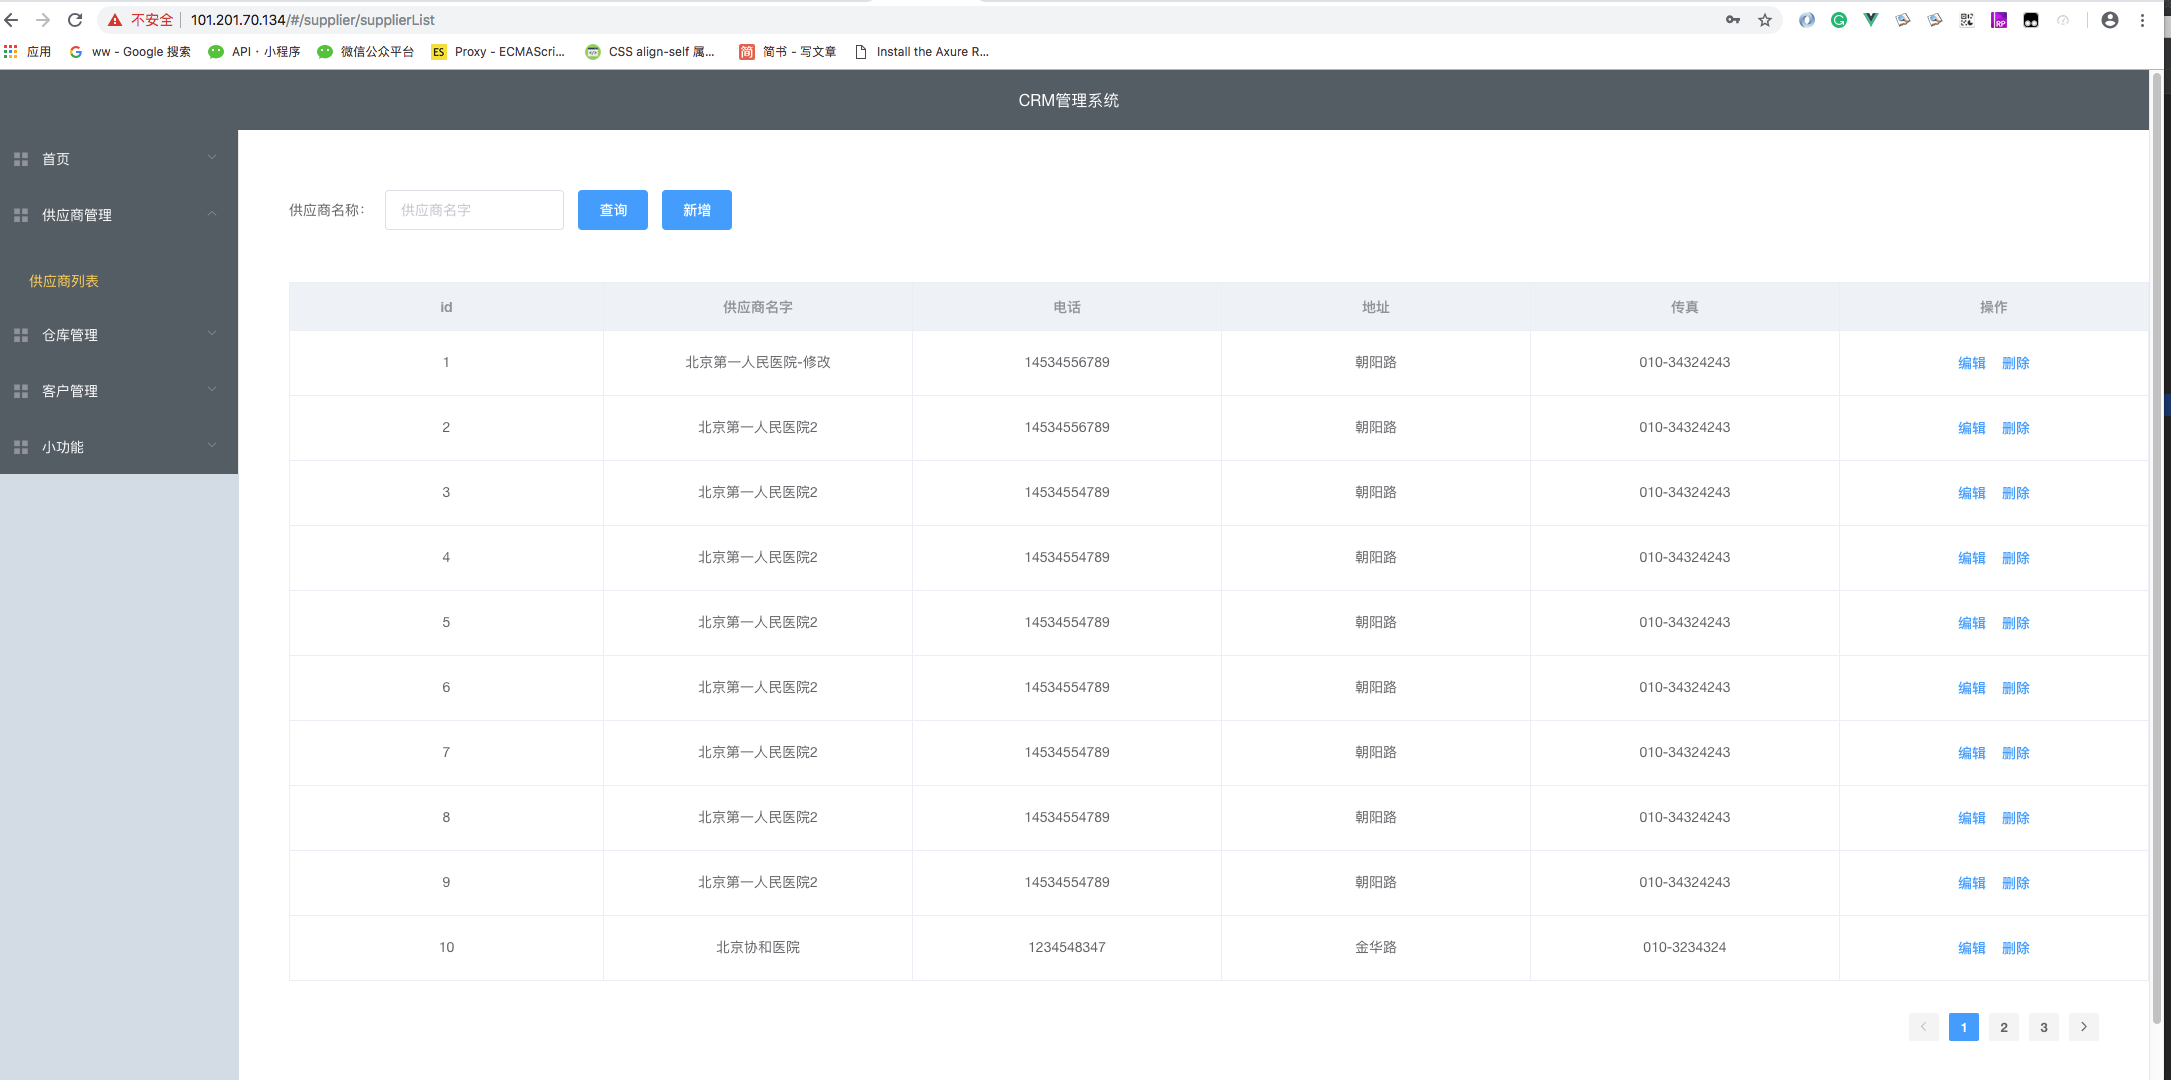 不安全 101.201.70.134/#/supplier/supplierList
应用 ww - Google 搜索 API · 小程序 微信公众平台 ES Proxy - ECMAScri... CSS align-self 属... 简 简书 - 写文章 Install the Axure R...
CRM管理系统
首页
供应商管理
供应商列表
仓库管理
客户管理
小功能
供应商名称： 供应商名字 查询 新增
id 供应商名字 电话 地址 传真 操作
1 北京第一人民医院-修改 14534556789 朝阳路 010-34324243 编辑 删除
2 北京第一人民医院2 14534556789 朝阳路 010-34324243 编辑 删除
3 北京第一人民医院2 14534554789 朝阳路 010-34324243 编辑 删除
4 北京第一人民医院2 14534554789 朝阳路 010-34324243 编辑 删除
5 北京第一人民医院2 14534554789 朝阳路 010-34324243 编辑 删除
6 北京第一人民医院2 14534554789 朝阳路 010-34324243 编辑 删除
7 北京第一人民医院2 14534554789 朝阳路 010-34324243 编辑 删除
8 北京第一人民医院2 14534554789 朝阳路 010-34324243 编辑 删除
9 北京第一人民医院2 14534554789 朝阳路 010-34324243 编辑 删除
10 北京协和医院 1234548347 金华路 010-3234324 编辑 删除
1 2 3